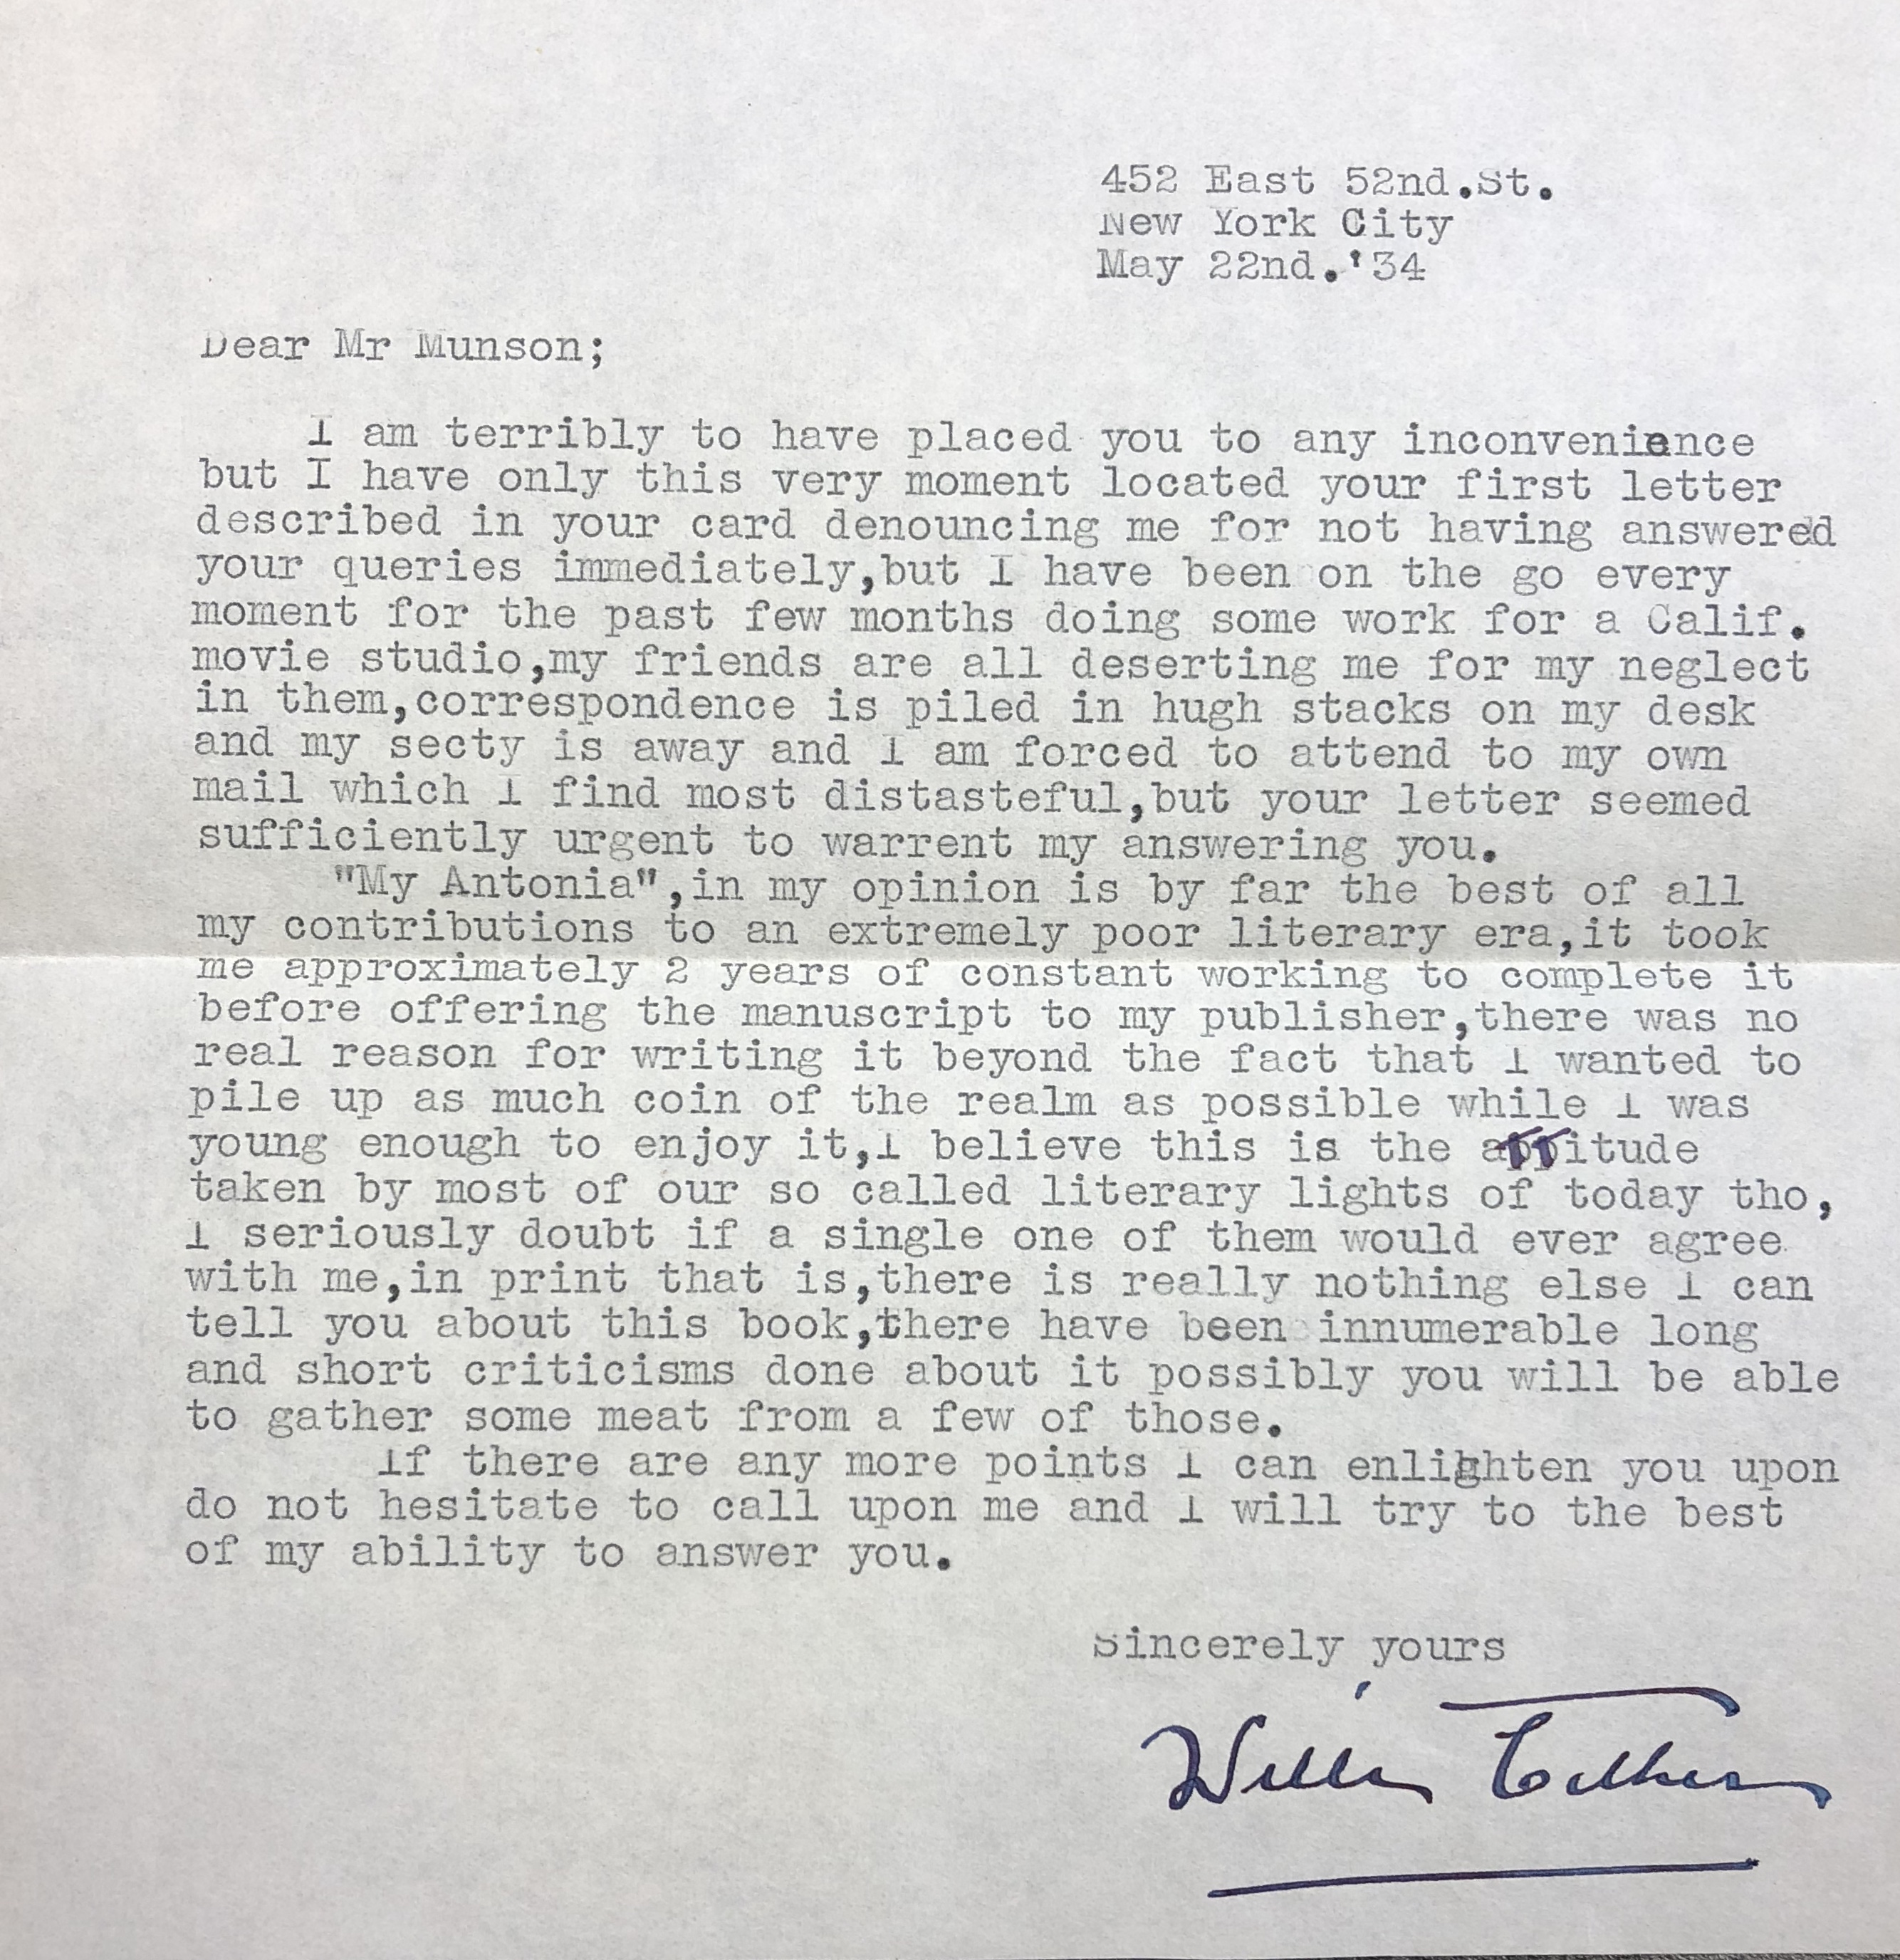 452 East 52nd.St.
New York City
May 22nd.'34
Dear Mr Munson;
I am terribly to have placed you to any inconvenience
but I have only this very moment located your first letter
described in your card denouncing me for not having answered
your queries immediately,but I have been on the go every
moment for the past few months doing some work for a Calif.
movie studio,my friends are all deserting me for my neglect
in them,correspondence is piled in hugh stacks on my desk
and my secty is away and I am forced to attend to my own
mail which I find most distasteful,but your letter seemed
sufficiently urgent to warrent my answering you.
"My Antonia",in my opinion is by far the best of all
my contributions to an extremely poor literary era,it took
me approximately 2 years of constant working to complete it
before offering the manuscript to my publisher,there was no
real reason for writing it beyond the fact that I wanted to
pile up as much coin of the realm as possible while I was
young enough to enjoy it,I believe this is the attitude
taken by most of our so called literary lights of today tho,
I seriously doubt if a single one of them would ever agree
with me,in print that is,there is really nothing else I can
tell you about this book,there have been innumerable long
and short criticisms done about it possibly you will be able
to gather some meat from a few of those.
If there are any more points I can enlighten you upon
do not hesitate to call upon me and I will try to the best
of my ability to answer you.
Sincerely yours
Willa Cather